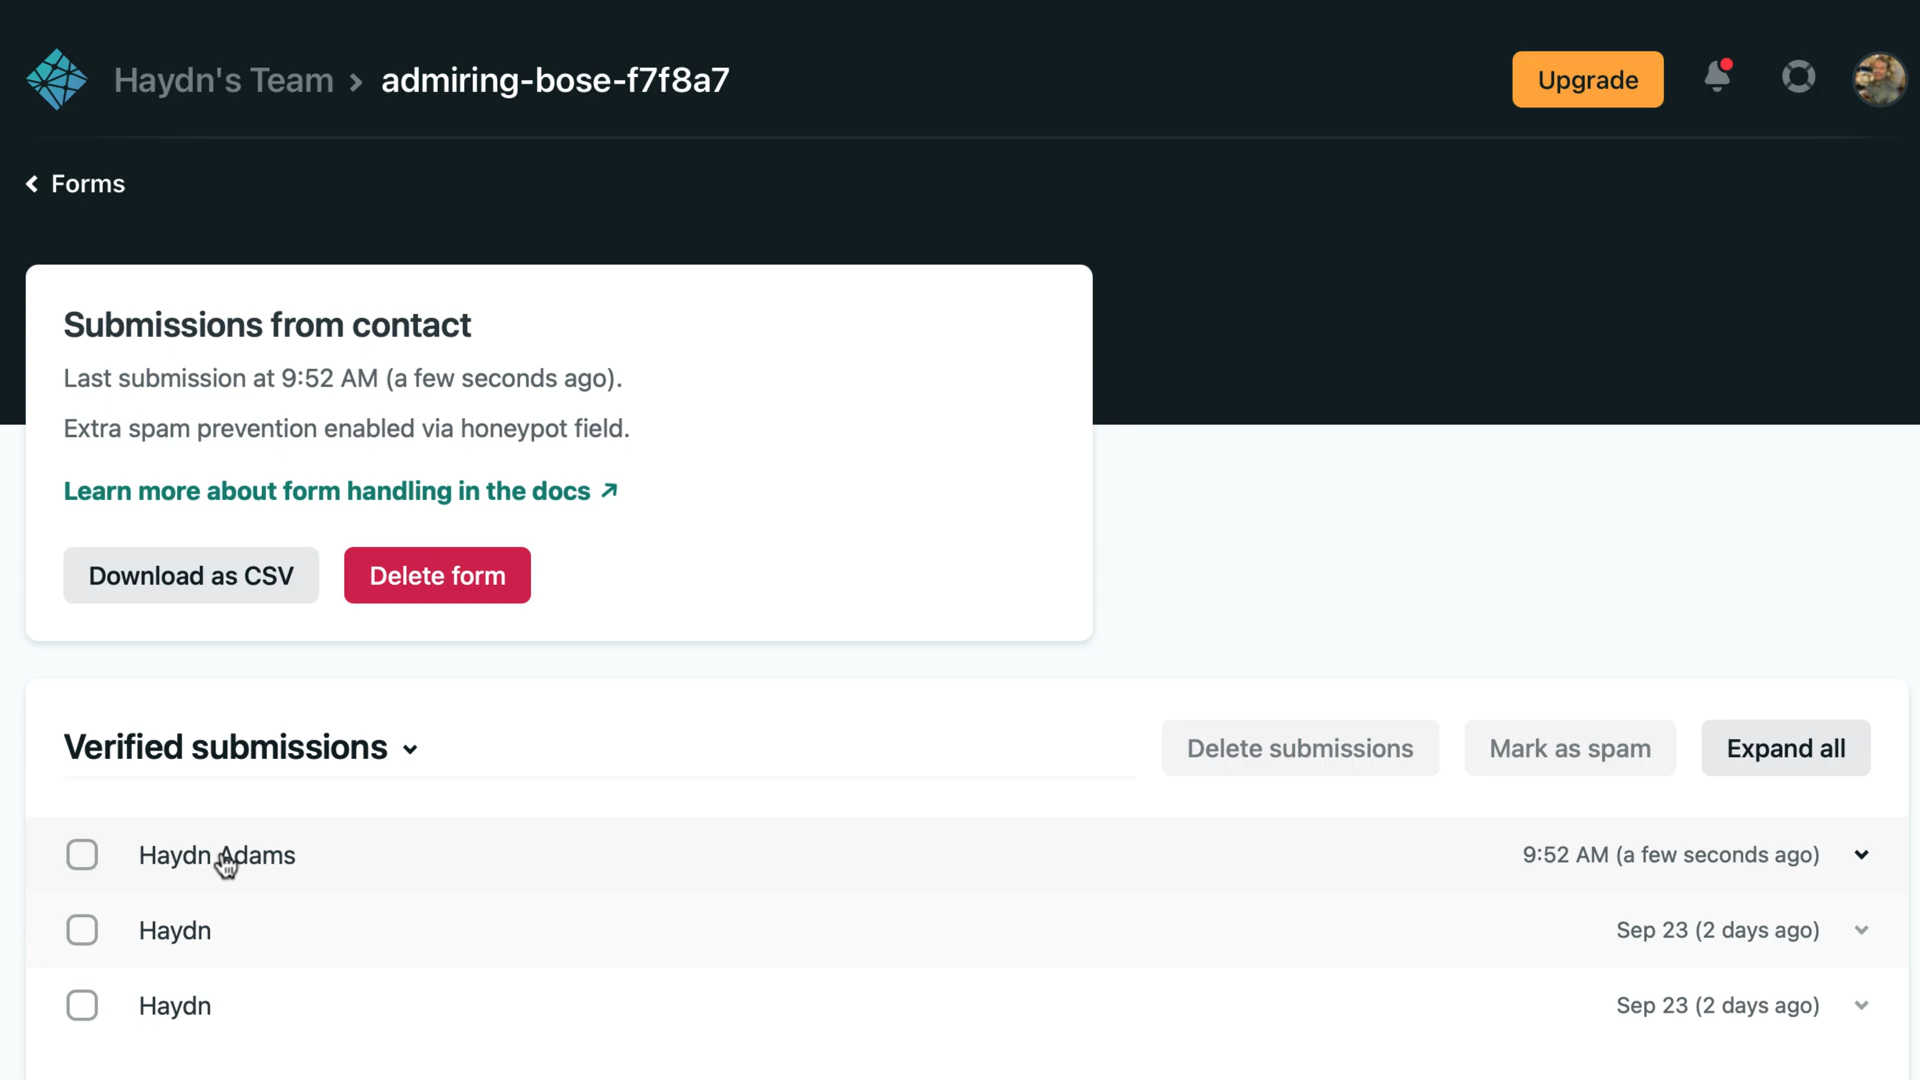 Haydn's Team > admiring-bose-f7f8a7
Upgrade
Forms
Submissions from contact
Last submission at 9:52 AM (a few seconds ago).
Extra spam prevention enabled via honeypot field.
Learn more about form handling in the docs
Download as CSV
Delete form
Verified submissions
Delete submissions
Mark as spam
Expand all
Haydn Adams
9:52 AM (a few seconds ago)
Haydn
Sep 23 (2 days ago)
Haydn
Sep 23 (2 days ago)